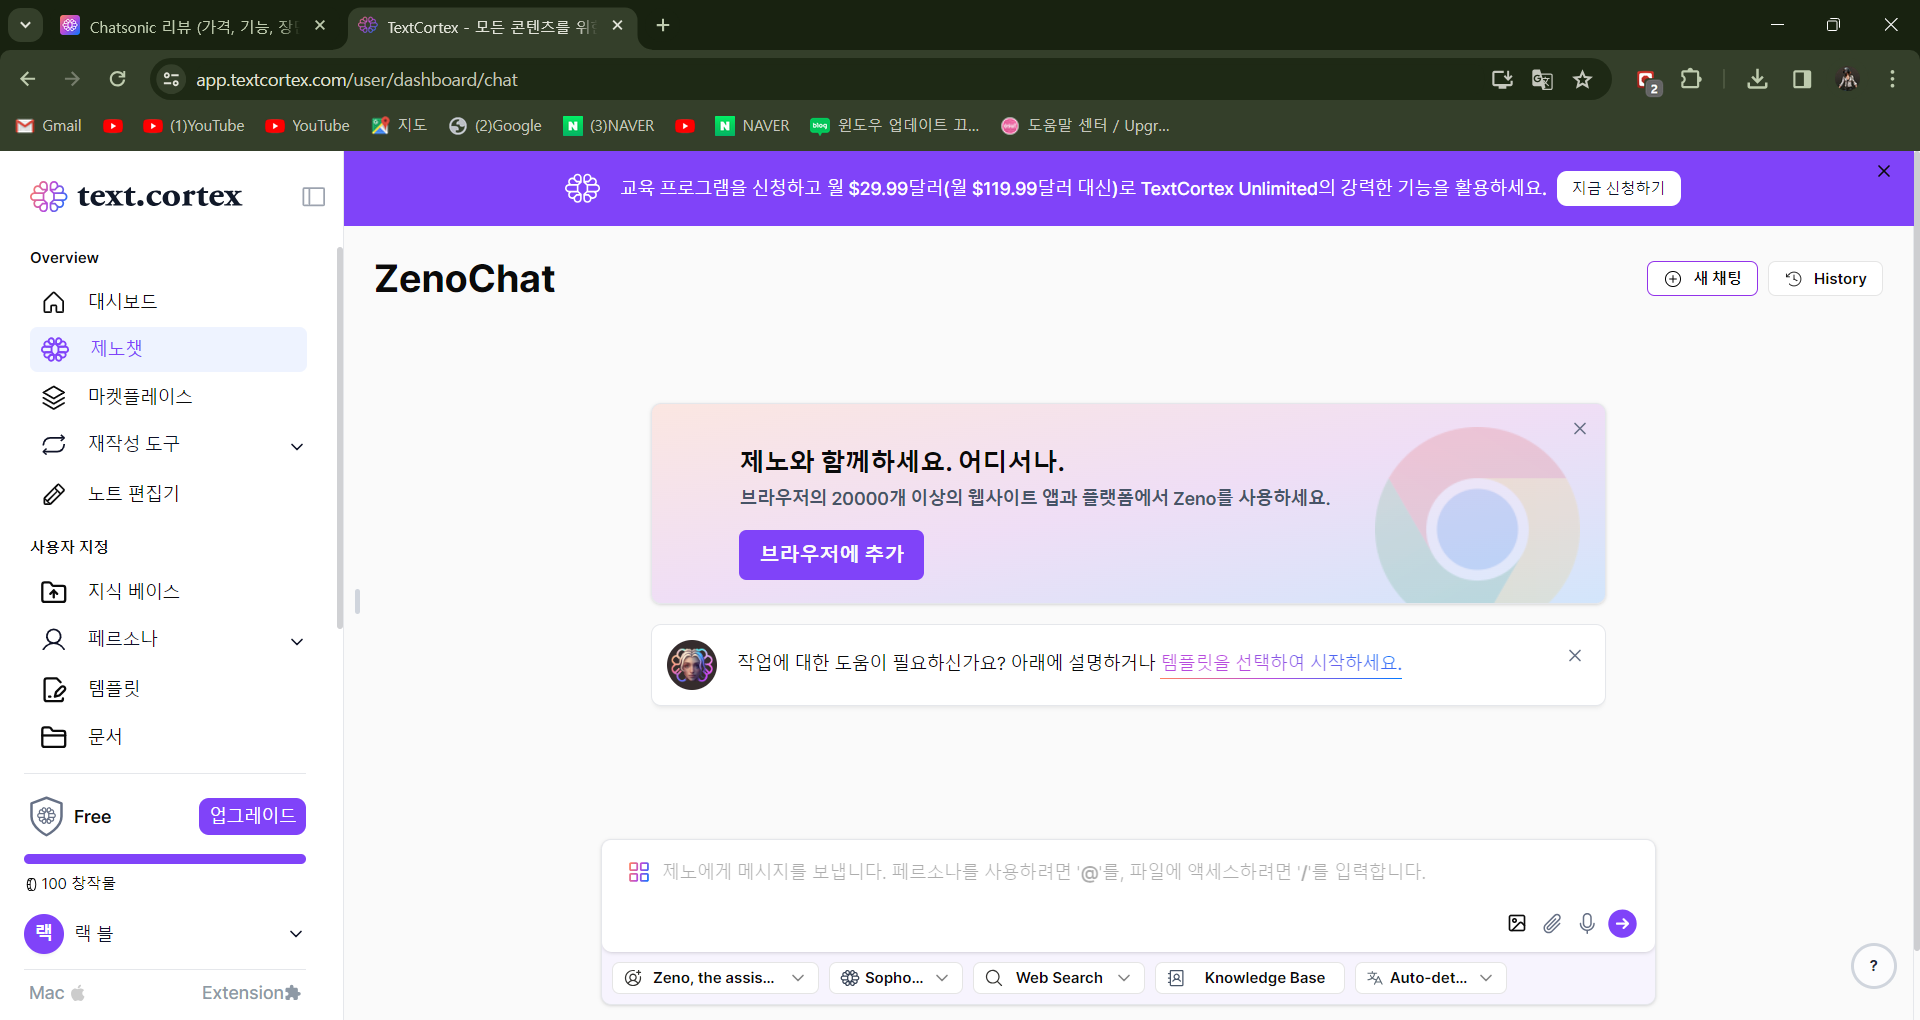 Chatsonic 리뷰 (가격, 기능, 장
TextCortex - 모든 콘텐츠를 위
app.textcortex.com/user/dashboard/chat
2
Gmail
(1)YouTube
YouTube
지도
(2)Google
N (3)NAVER
N NAVER
blog 윈도우 업데이트 끄...
도움말 센터 / Upgr...
text.cortex
교육 프로그램을 신청하고 월 $29.99달러(월 $119.99달러 대신)로 TextCortex Unlimited의 강력한 기능을 활용하세요.
지금 신청하기
Overview
대시보드
제노챗
마켓플레이스
재작성 도구
노트 편집기
사용자 지정
지식 베이스
페르소나
템플릿
문서
Free
업그레이드
100 창작물
랙
랙 블
Mac
Extension
ZenoChat
새 채팅
History
제노와 함께하세요. 어디서나.
브라우저의 20000개 이상의 웹사이트 앱과 플랫폼에서 Zeno를 사용하세요.
브라우저에 추가
작업에 대한 도움이 필요하신가요? 아래에 설명하거나 템플릿을 선택하여 시작하세요.
제노에게 메시지를 보냅니다. 페르소나를 사용하려면 '@'를, 파일에 액세스하려면 '/'를 입력합니다.
Zeno, the assis...
Sopho...
Web Search
Knowledge Base
Auto-det...
?